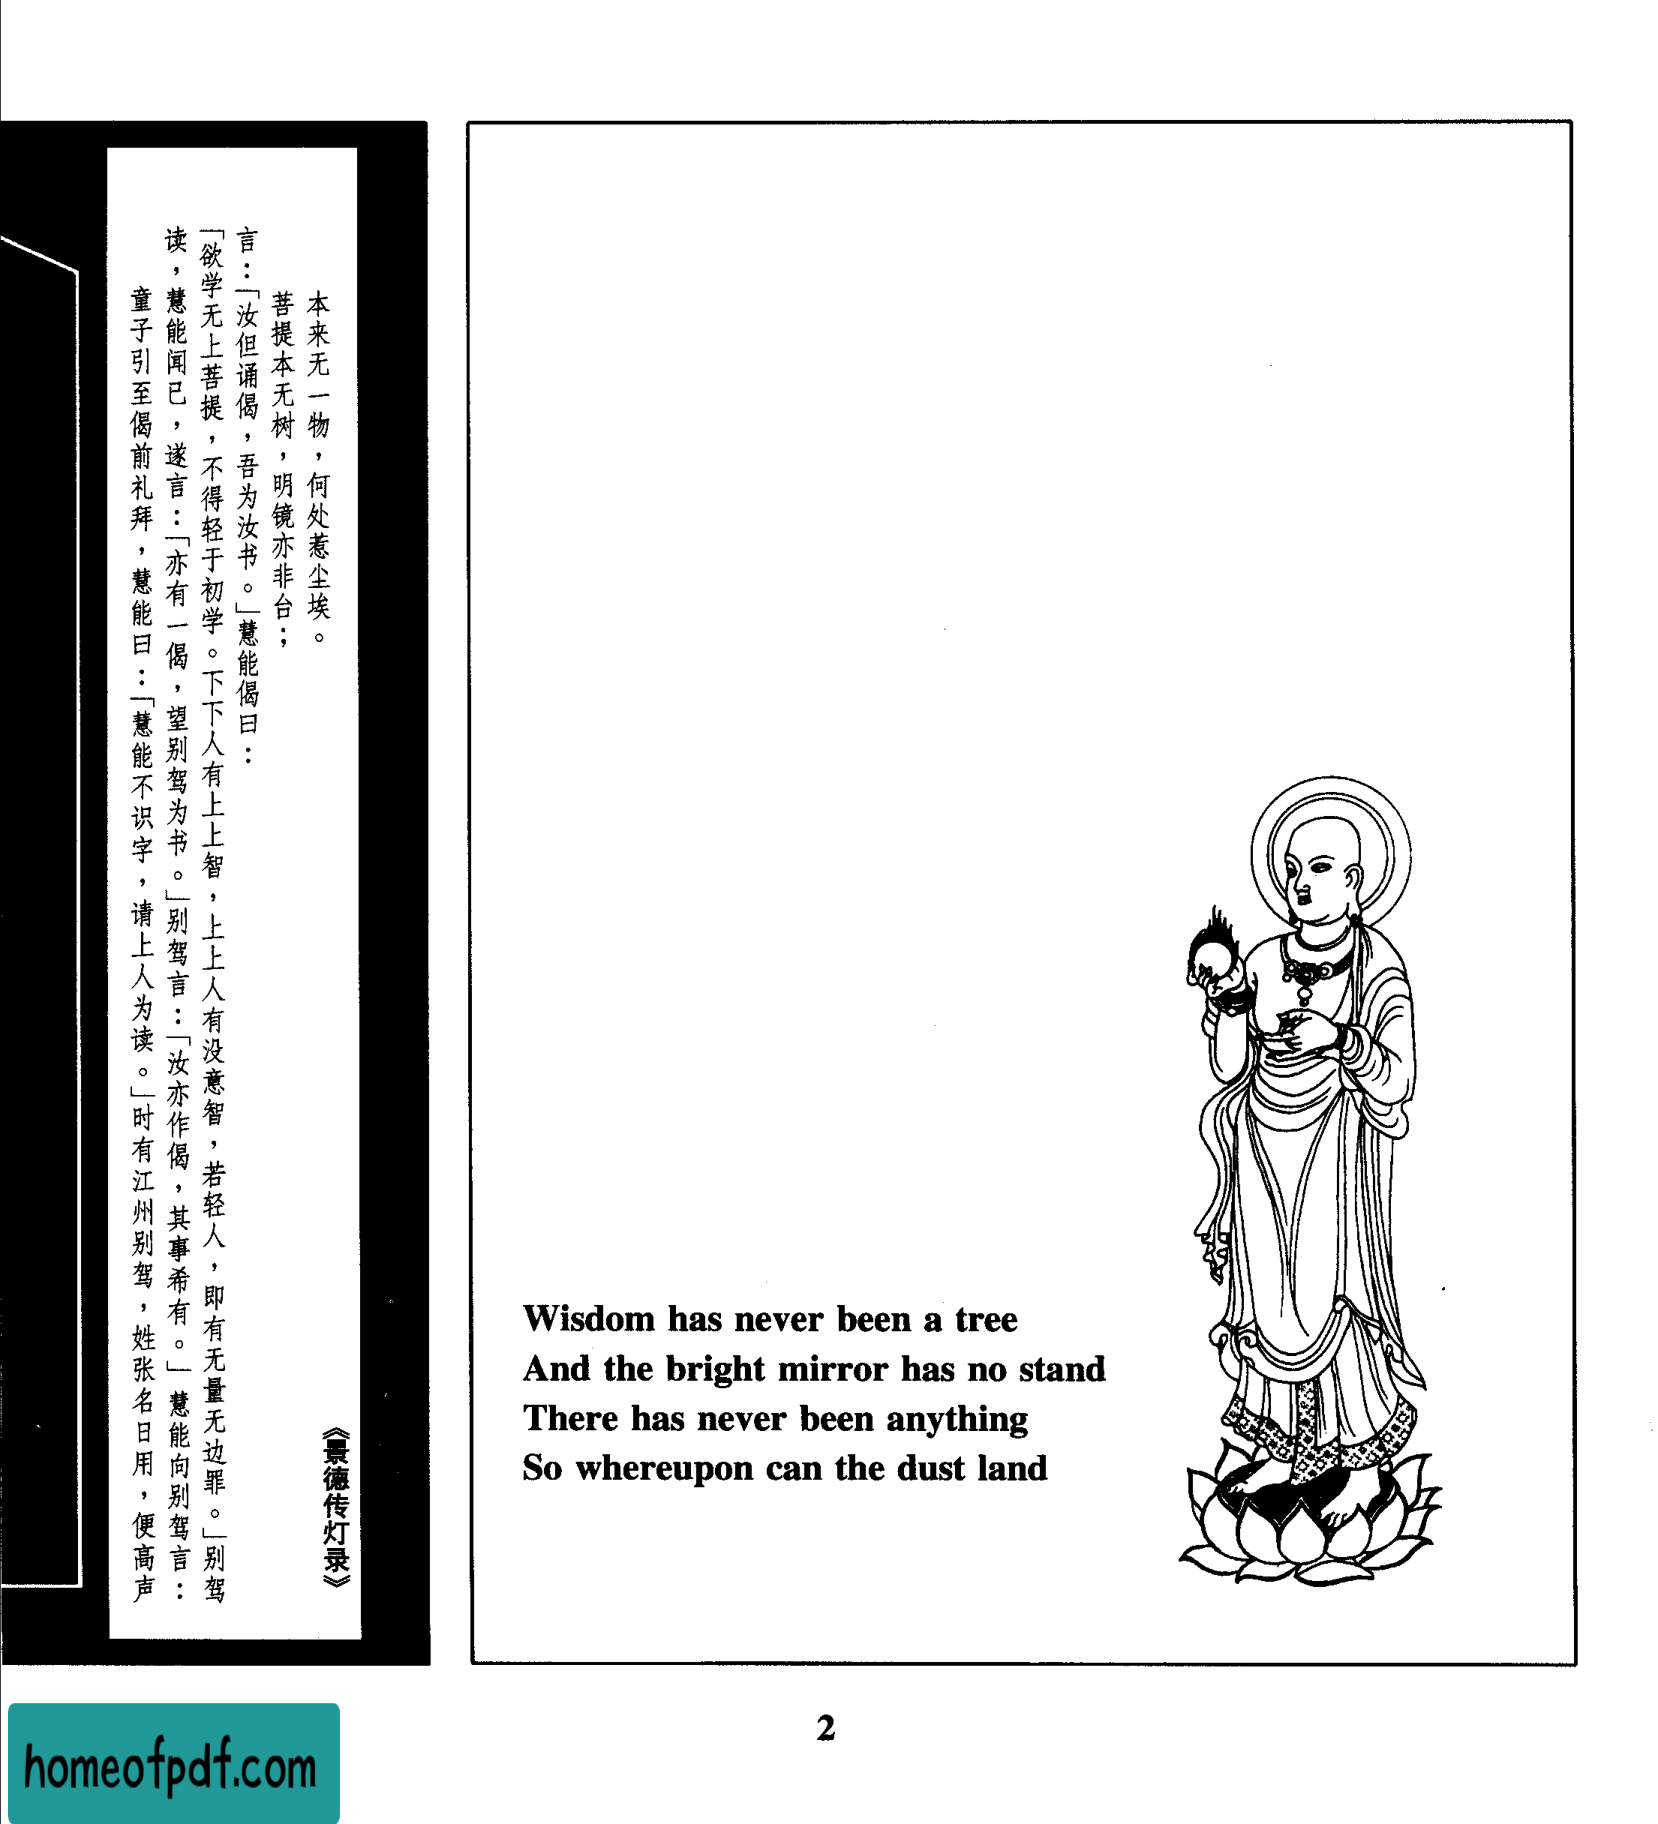 童子引至偈前礼拜，慧能曰：「慧能不识字，请上人为读。」时有江州别驾，姓张名日用，便高声
读，慧能闻已，遂言：「亦有一偈，望别驾为书。」别驾言：「汝亦作偈，其事希有。」慧能向别驾言：
「欲学无上菩提，不得轻于初学。下下人有上上智，上上人有没意智，若轻人，即有无量无边罪。」别驾
言：「汝但诵偈，吾为汝书。」慧能偈曰：
菩提本无树，明镜亦非台；
本来无一物，何处惹尘埃。
《景德传灯录》
Wisdom has never been a tree
And the bright mirror has no stand
There has never been anything
So whereupon can the dust land
2
homeofpdf.com